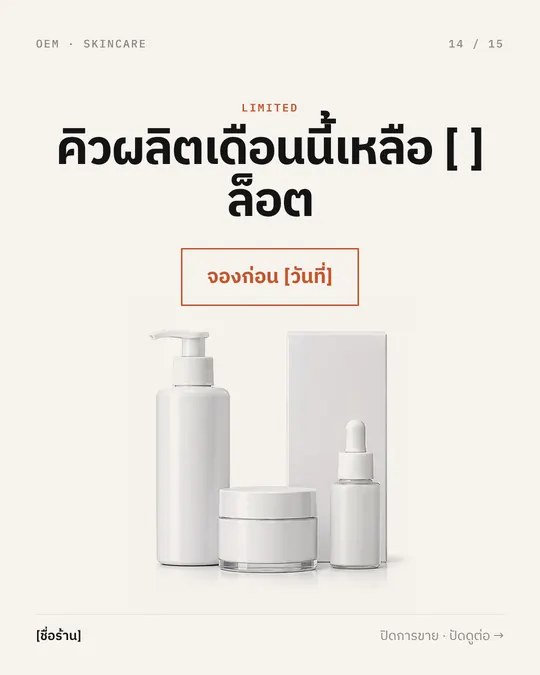 OEM · SKINCARE
14 / 15
LIMITED
คิวผลิตเดือนนี้เหลือ [ ]
ล็อต
จองก่อน [วันที่]
[ชื่อร้าน]
ปิดการขาย · ปัดดูต่อ →